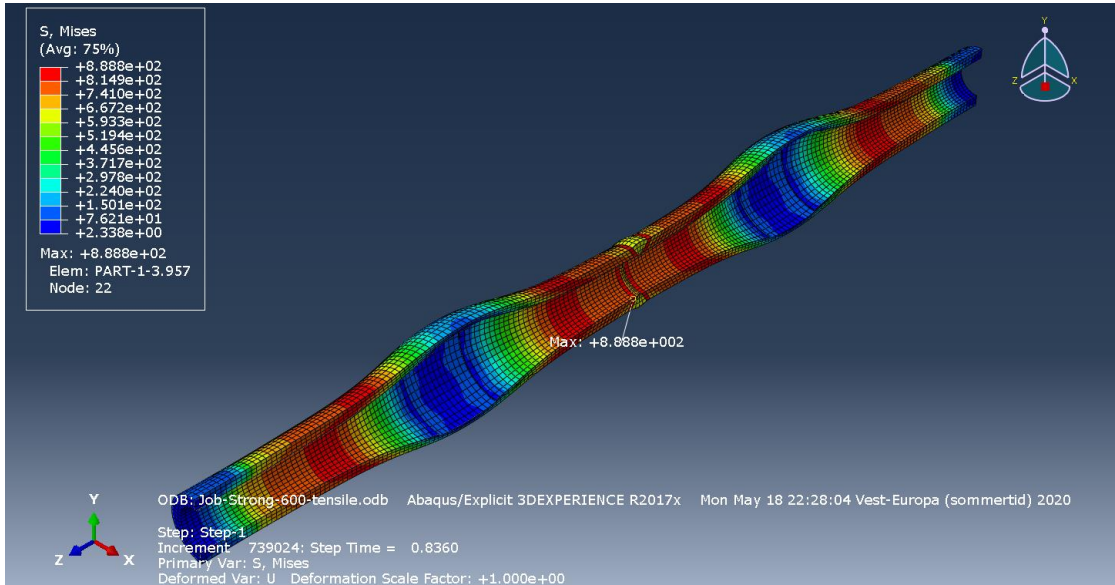 S, Mises
(Avg: 75%)
+8.888e+02
+8.149e+02
+7.410e+02
+6.672e+02
+5.933e+02
+5.194e+02
+4.456e+02
+3.717e+02
+2.978e+02
+2.240e+02
+1.501e+02
+7.621e+01
+2.338e+00
Max: +8.888e+02
Elem: PART-1-3.957
Node: 22
Y
Z X
Max: +8.888e+002
ODB: Job-Strong-600-tensile.odb Abaqus/Explicit 3DEXPERIENCE R2017x Mon May 18 22:28:04 Vest-Europa (sommertid) 2020
Y
Z X
Step: Step-1
Increment 739024: Step Time = 0.8360
Primary Var: S, Mises
Deformed Var: U Deformation Scale Factor: +1.000e+00